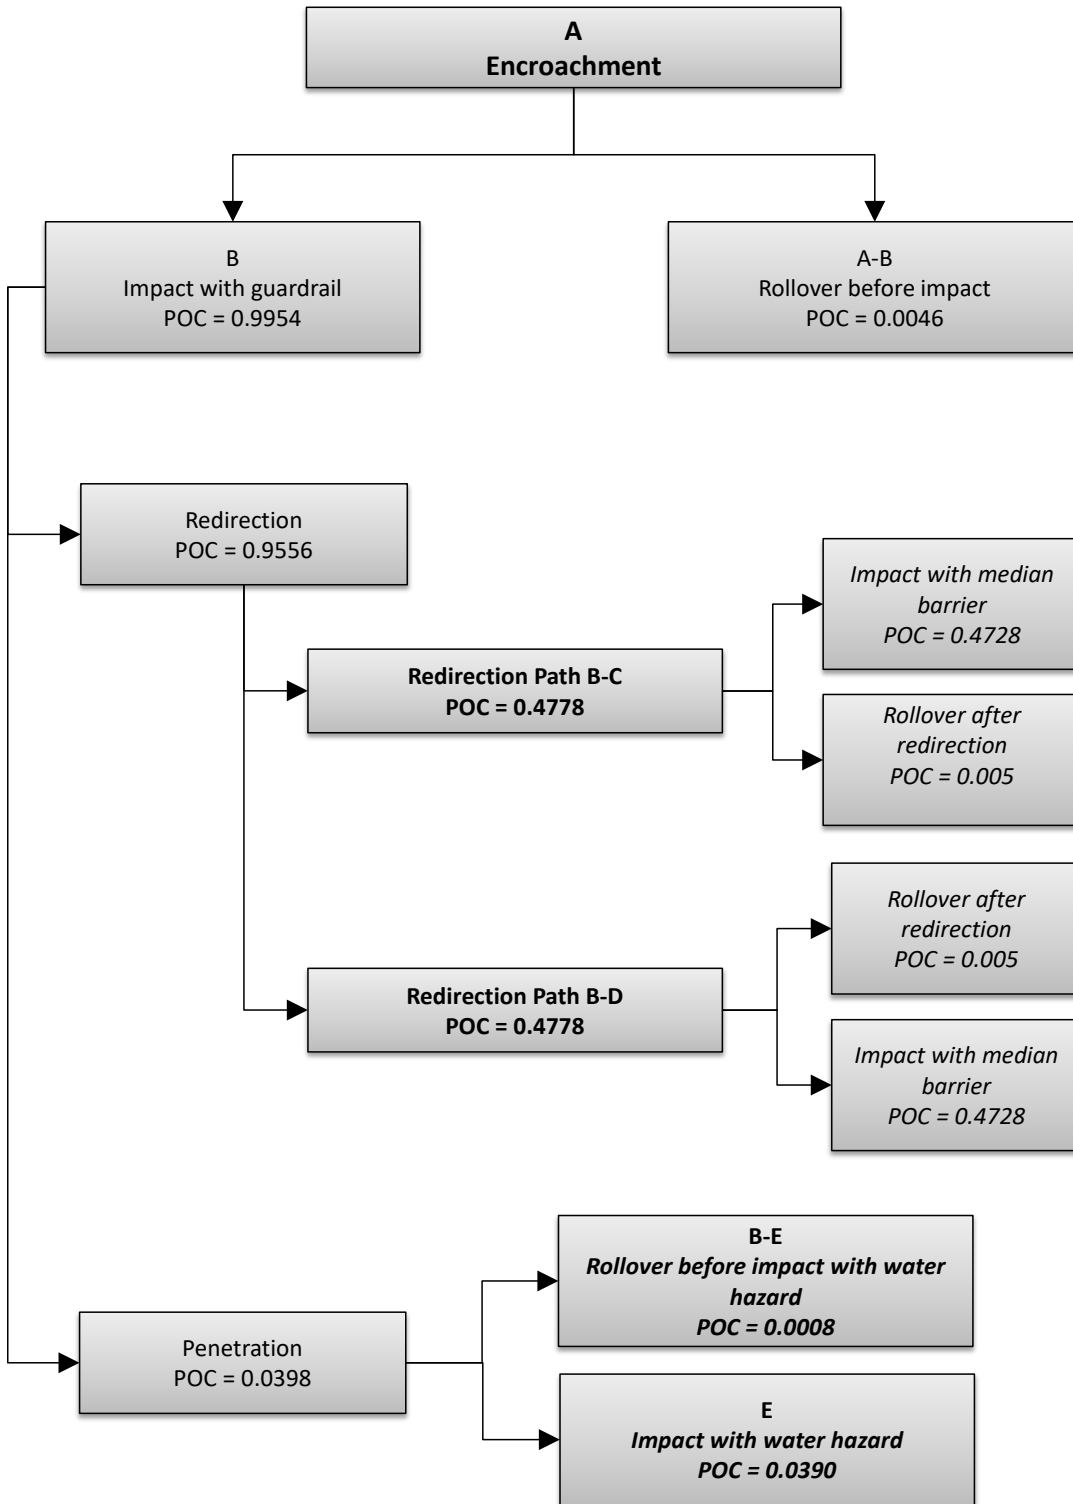 A
Encroachment
B
Impact with guardrail
POC = 0.9954
A-B
Rollover before impact
POC = 0.0046
Redirection
POC = 0.9556
Impact with median
barrier
POC = 0.4728
Redirection Path B-C
POC = 0.4778
Rollover after
redirection
POC = 0.005
Rollover after
redirection
POC = 0.005
Redirection Path B-D
POC = 0.4778
Impact with median
barrier
POC = 0.4728
B-E
Rollover before impact with water
hazard
POC = 0.0008
Penetration
POC = 0.0398
E
Impact with water hazard
POC = 0.0390